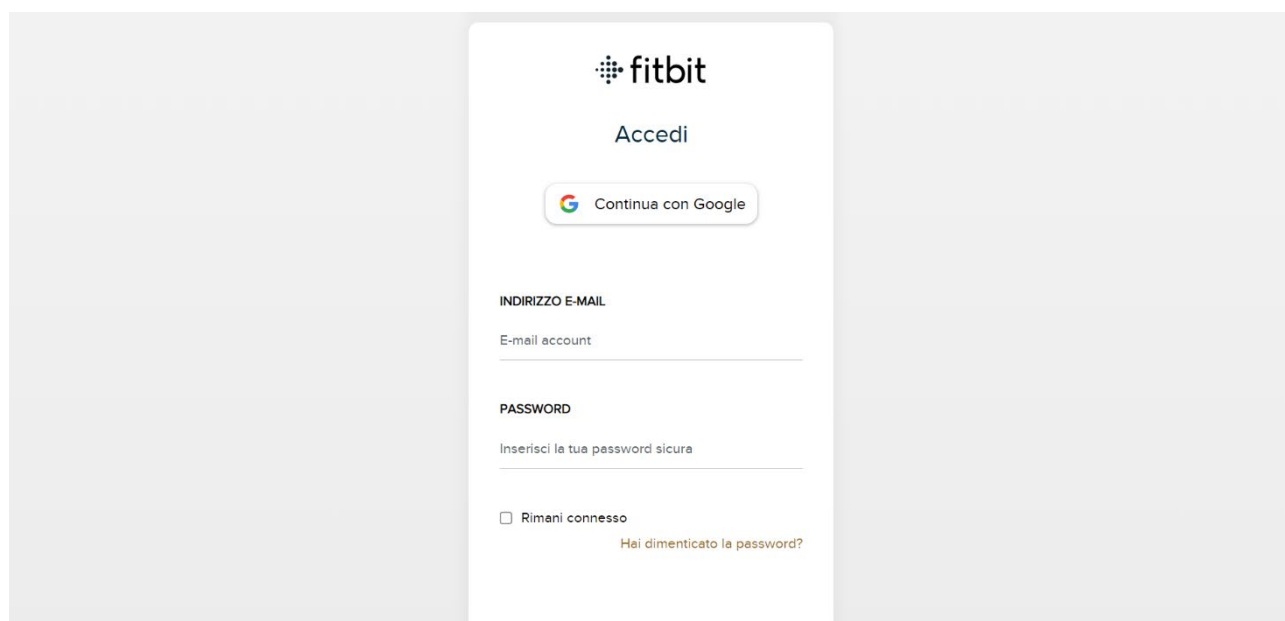 fitbit
Accedi
Continua con Google
INDIRIZZO E-MAIL
E-mail account
PASSWORD
Inserisci la tua password sicura
Rimani connesso
Hai dimenticato la password?